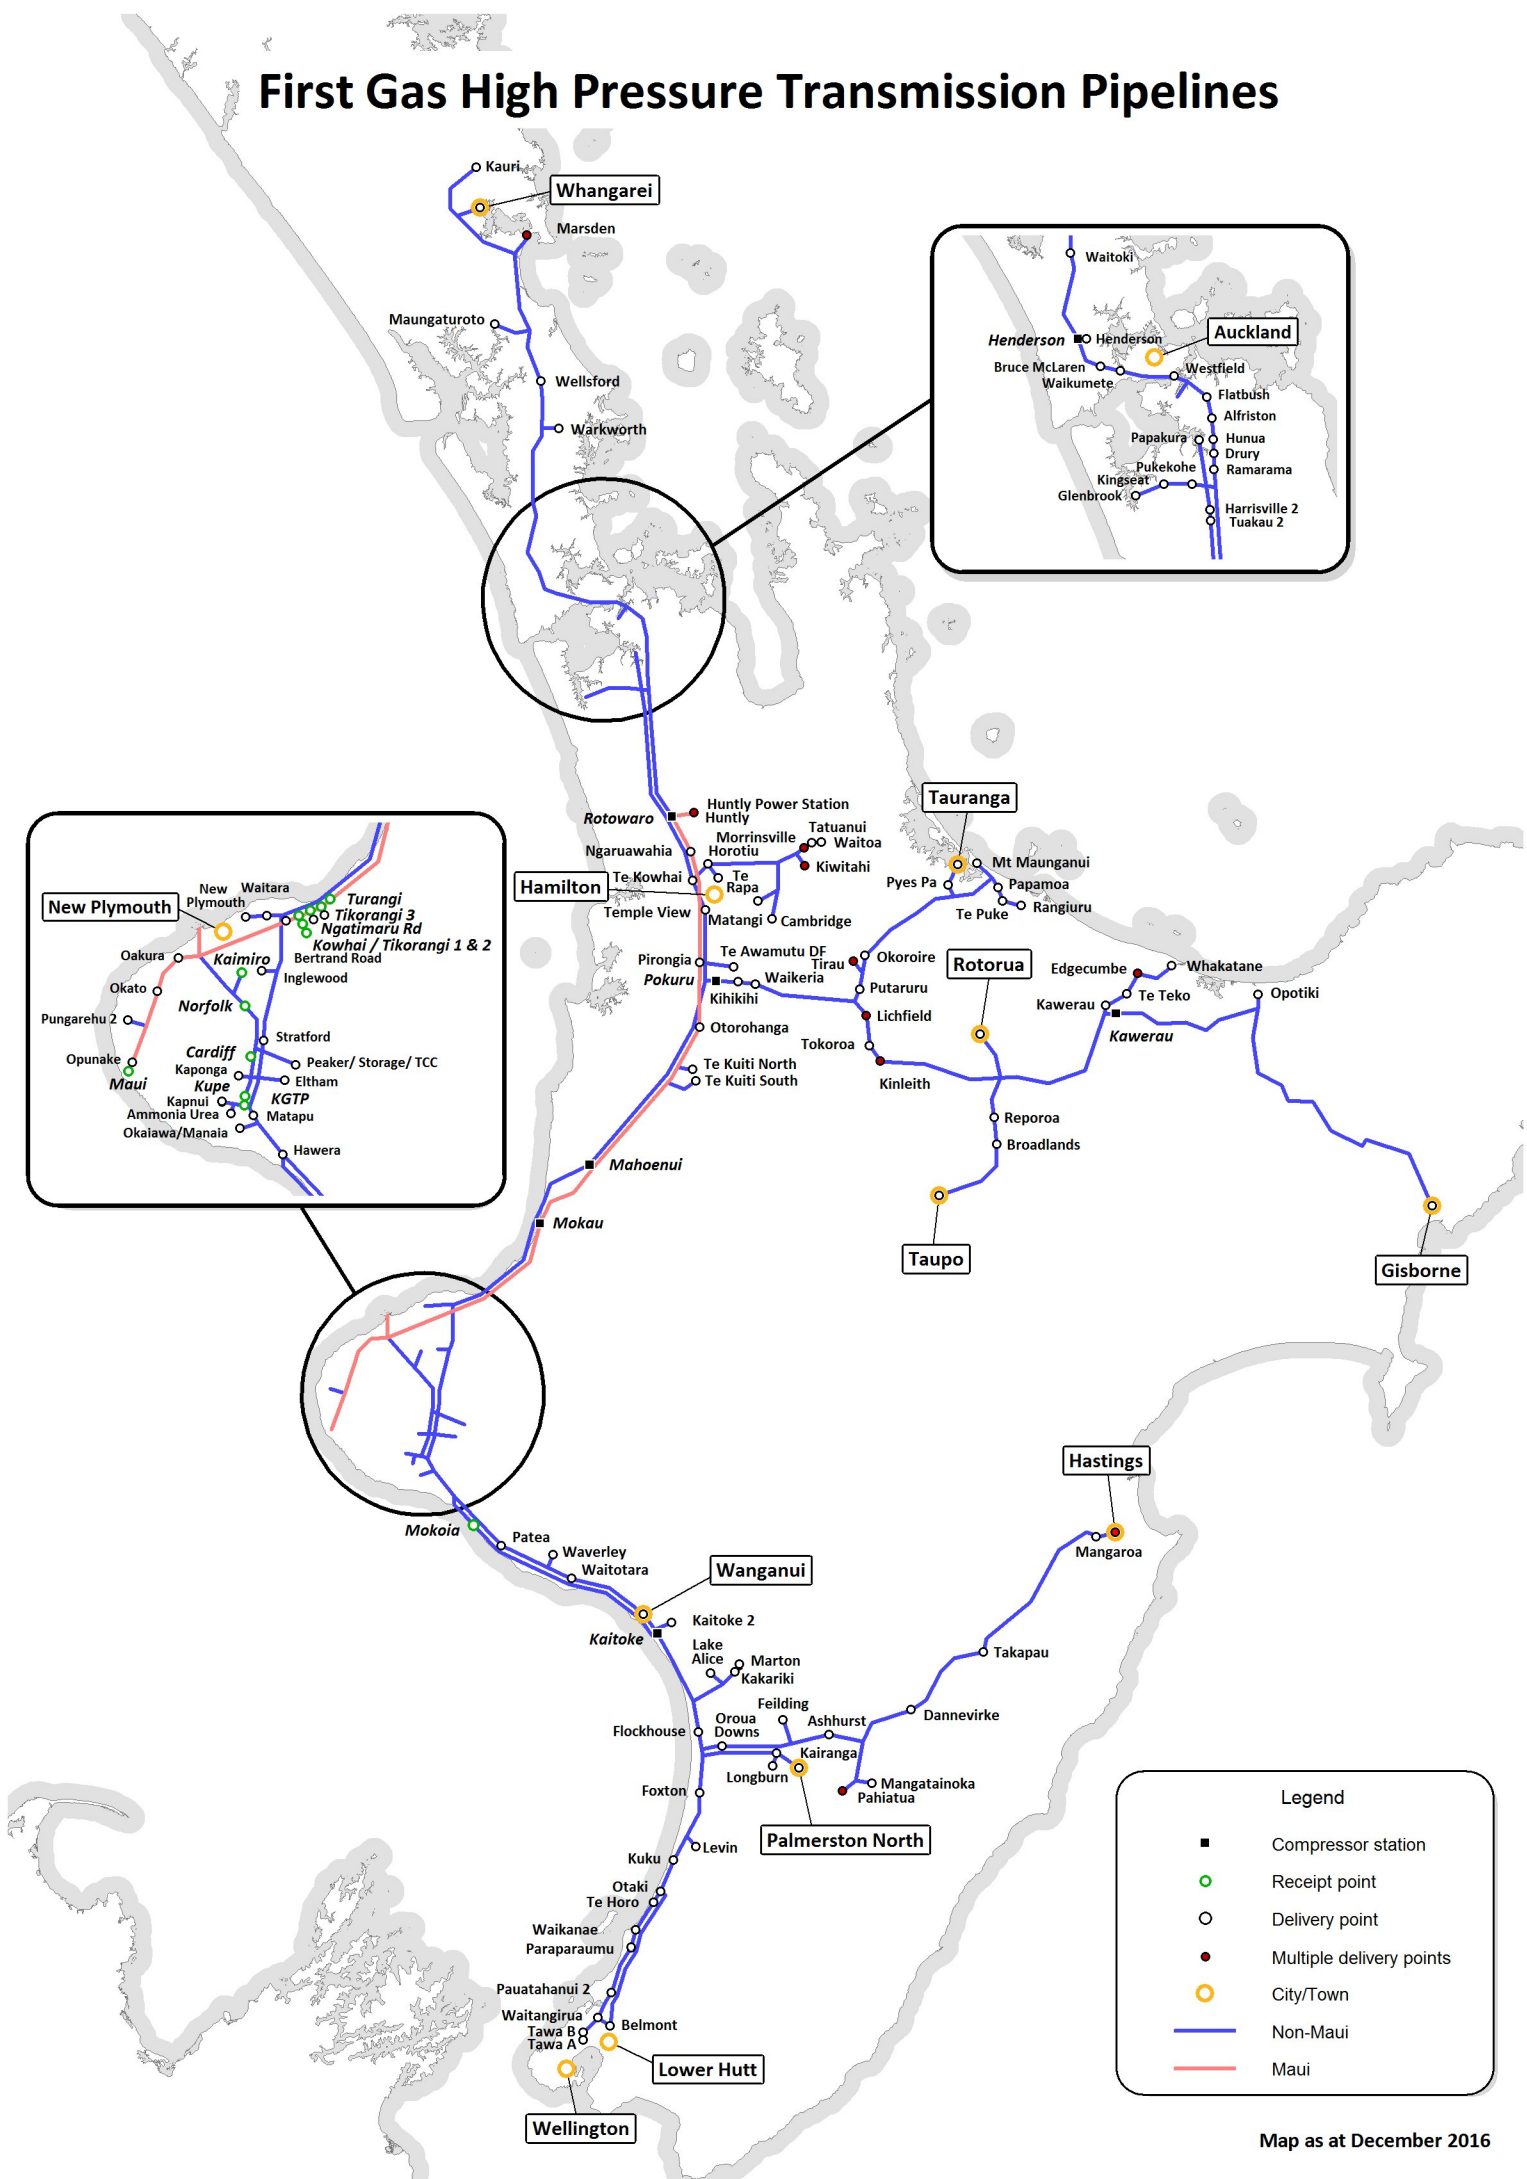 First Gas High Pressure Transmission Pipelines
Kauri
Whangarei
Marsden
Maungaturoto
Wellsford
Warkworth
Waitoki
Henderson
Henderson
Auckland
Bruce McLaren
Waikumete
Westfield
Flatbush
Alfriston
Papakura
Hunua
Drury
Pukekohe
Ramarama
Kingseat
Glenbrook
Harrisville 2
Tuakau 2
Rotowaro
Huntly Power Station
Huntly
Ngaruawahia
Morrinsville
Horotiu
Tatuanui
Waitoa
Kiwitahi
Te Kowhai
Te
Rapa
Hamilton
Temple View
Matangi
Cambridge
Pirongia
Te Awamutu DF
Pokuru
Kihikihi
Waikeria
Tirau
Okoroire
Putaruru
Lichfield
Tokoroa
Kinleith
Otorohanga
Te Kuiti North
Te Kuiti South
Mahoenui
Mokau
Tauranga
Mt Maunganui
Pyes Pa
Papamoa
Te Puke
Rangiuru
Rotorua
Edgecumbe
Whakatane
Te Teko
Kawerau
Kawerau
Opotiki
Reporoa
Broadlands
Taupo
Gisborne
New Plymouth
New
Plymouth
Waitara
Turangi
Tikorangi 3
Ngatimaru Rd
Kowhai / Tikorangi 1 & 2
Bertrand Road
Oakura
Kaimiro
Inglewood
Okato
Norfolk
Pungarehu 2
Stratford
Cardiff
Peaker/ Storage/ TCC
Opunake
Maui
Kaponga
Eltham
Kupe
KGTP
Kapnui
Ammonia Urea
Matapu
Okaiawa/Manaia
Hawera
Mokoia
Patea
Waverley
Waitotara
Wanganui
Kaitoke 2
Kaitoke
Lake
Alice
Marton
Kakariki
Hastings
Mangaroa
Takapau
Dannevirke
Feilding
Ashhurst
Oroua
Downs
Flockhouse
Kairanga
Longburn
Mangatainoka
Pahiatua
Palmerston North
Foxton
Levin
Kuku
Otaki
Te Horo
Waikanae
Paraparaumu
Pauatahanui 2
Waitangirua
Belmont
Tawa B
Tawa A
Lower Hutt
Wellington
Legend
Compressor station
Receipt point
Delivery point
Multiple delivery points
City/Town
Non-Maui
Maui
Map as at December 2016